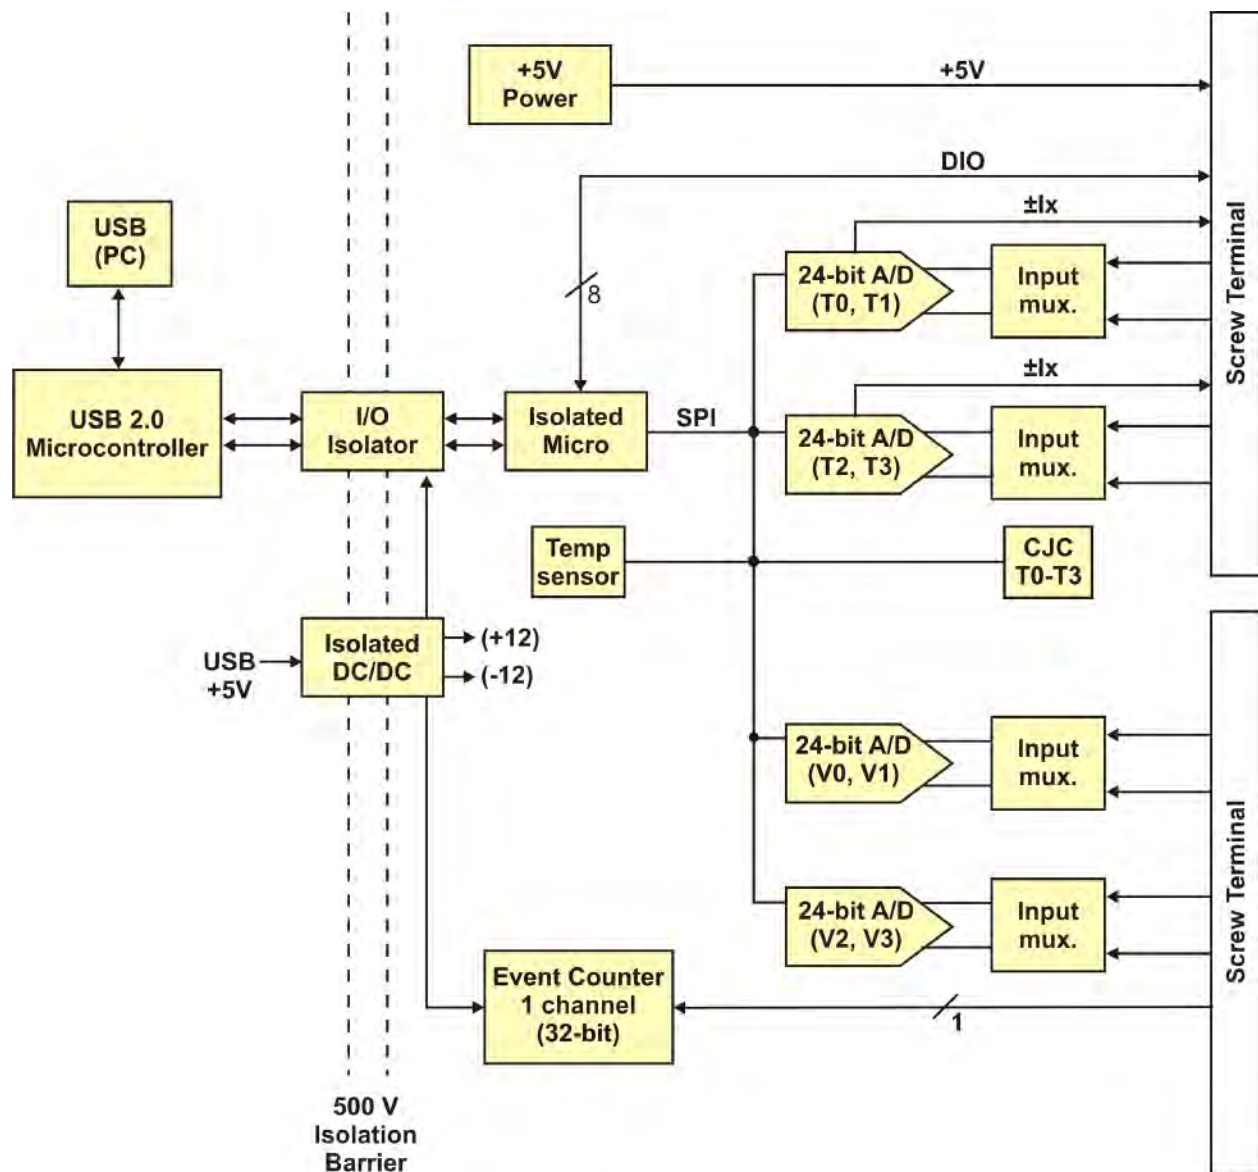 +5V
Power
+5V
DIO
±Ix
USB
(PC)
8
24-bit A/D
(T0, T1)
Input
mux.
Screw Terminal
±Ix
USB 2.0
Microcontroller
I/O
Isolator
Isolated
Micro
SPI
24-bit A/D
(T2, T3)
Input
mux.
Temp
sensor
CJC
T0-T3
USB
+5V
Isolated
DC/DC
(+12)
(-12)
24-bit A/D
(V0, V1)
Input
mux.
Screw Terminal
24-bit A/D
(V2, V3)
Input
mux.
Event Counter
1 channel
(32-bit)
1
500 V
Isolation
Barrier